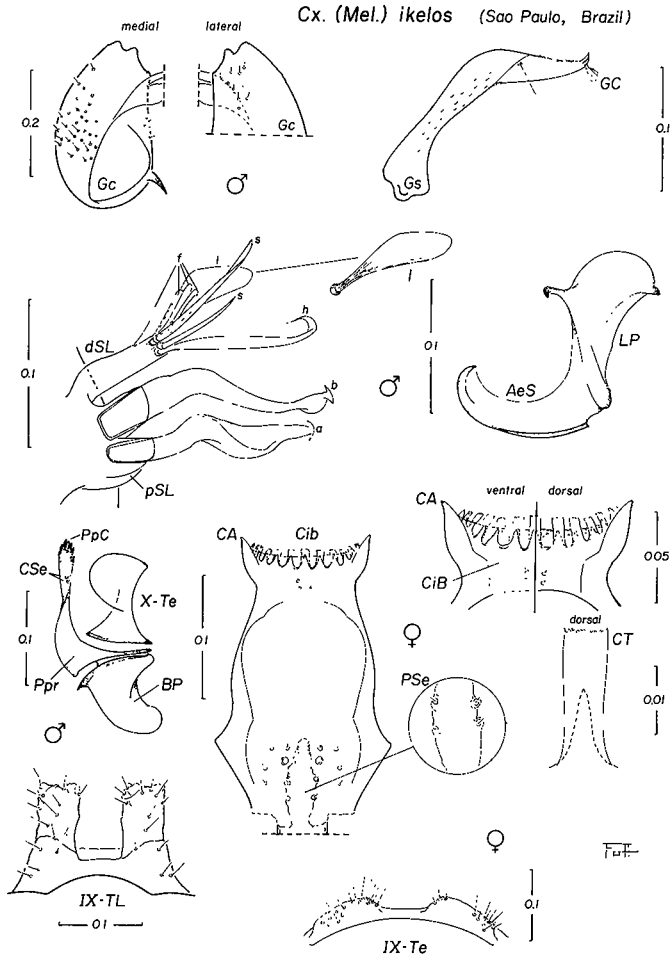 Cx. (Mel.) ikelos (Sao Paulo, Brazil)
medial lateral
0.2
Gc
Gc
♂
GC
Gs
0.1
f l s
s
h
dSL
b
a
pSL
0.1
l
0.1
♂
LP
AeS
PpC
CSe
X-Te
0.1
Ppr
BP
♂
CA Cib
0.1
♀
PSe
ventral dorsal
CA
CiB
0.05
dorsal
CT
0.01
IX-TL
0.1
♀
IX-Te
0.1